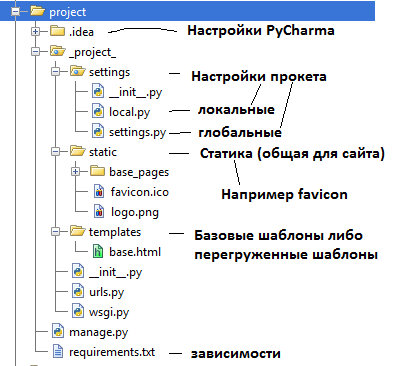 project
.idea
Настройки PyCharma
_project_
settings
Настройки прокета
__init__.py
local.py
локальные
settings.py
глобальные
static
Статика (общая для сайта)
base_pages
favicon.ico
Например favicon
logo.png
templates
Базовые шаблоны либо
перегруженные шаблоны
base.html
__init__.py
urls.py
wsgi.py
manage.py
requirements.txt
зависимости